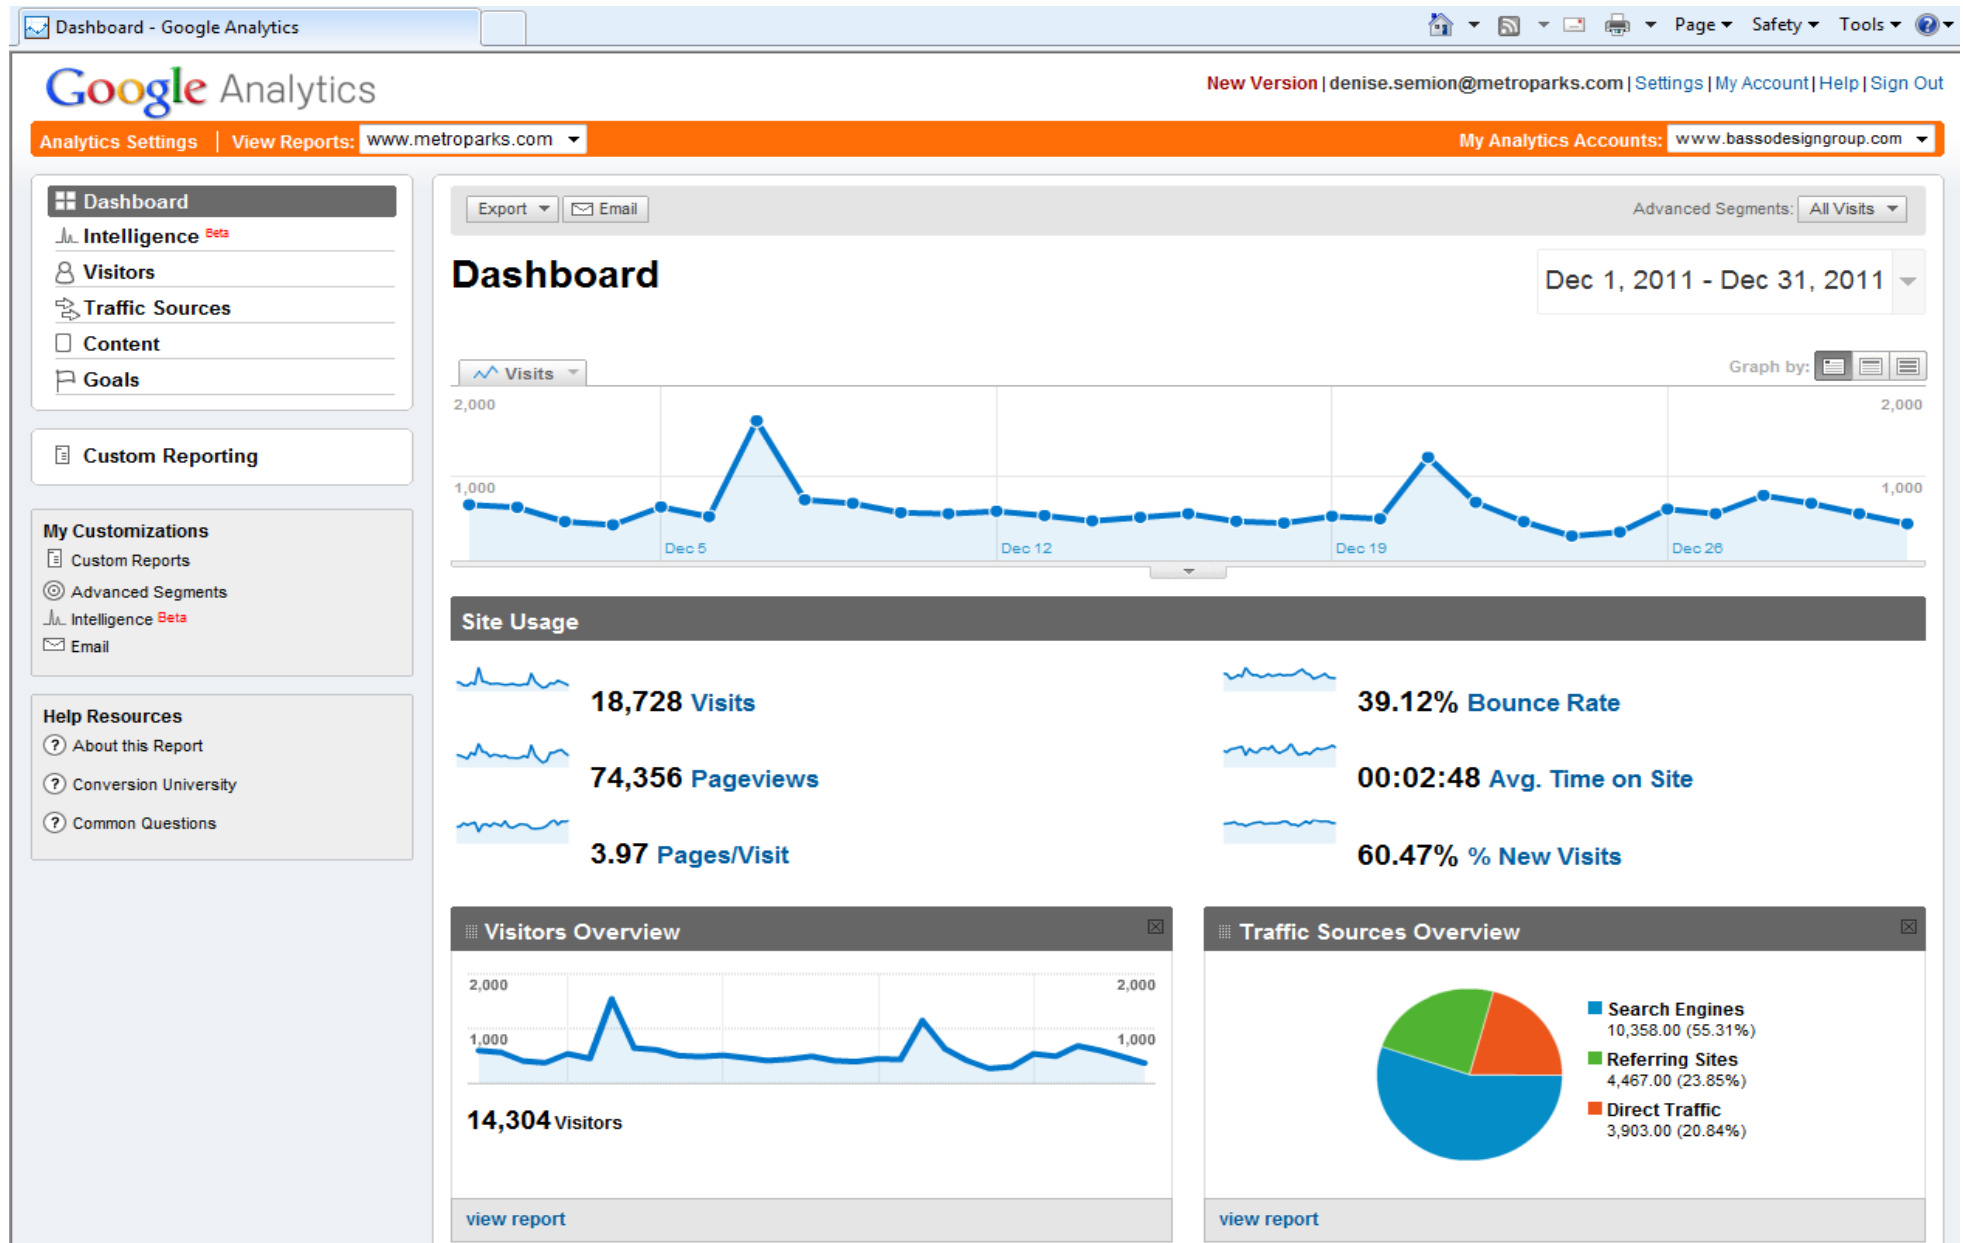 Dashboard - Google Analytics
Page Safety Tools
Google Analytics
New Version | denise.semion@metroparks.com | Settings | My Account | Help | Sign Out
Analytics Settings | View Reports: www.metroparks.com
My Analytics Accounts: www.bassodesigngroup.com
Dashboard
Intelligence Beta
Visitors
Traffic Sources
Content
Goals
Custom Reporting
My Customizations
Custom Reports
Advanced Segments
Intelligence Beta
Email
Help Resources
? About this Report
? Conversion University
? Common Questions
Export Email
Advanced Segments: All Visits
Dashboard
Dec 1, 2011 - Dec 31, 2011
Visits
Graph by:
2,000 2,000
1,000 1,000
Dec 5 Dec 12 Dec 19 Dec 26
Site Usage
18,728 Visits
39.12% Bounce Rate
74,356 Pageviews
00:02:48 Avg. Time on Site
3.97 Pages/Visit
60.47% % New Visits
Visitors Overview
2,000 2,000
1,000 1,000
14,304 Visitors
view report
Traffic Sources Overview
Search Engines
10,358.00 (55.31%)
Referring Sites
4,467.00 (23.85%)
Direct Traffic
3,903.00 (20.84%)
view report